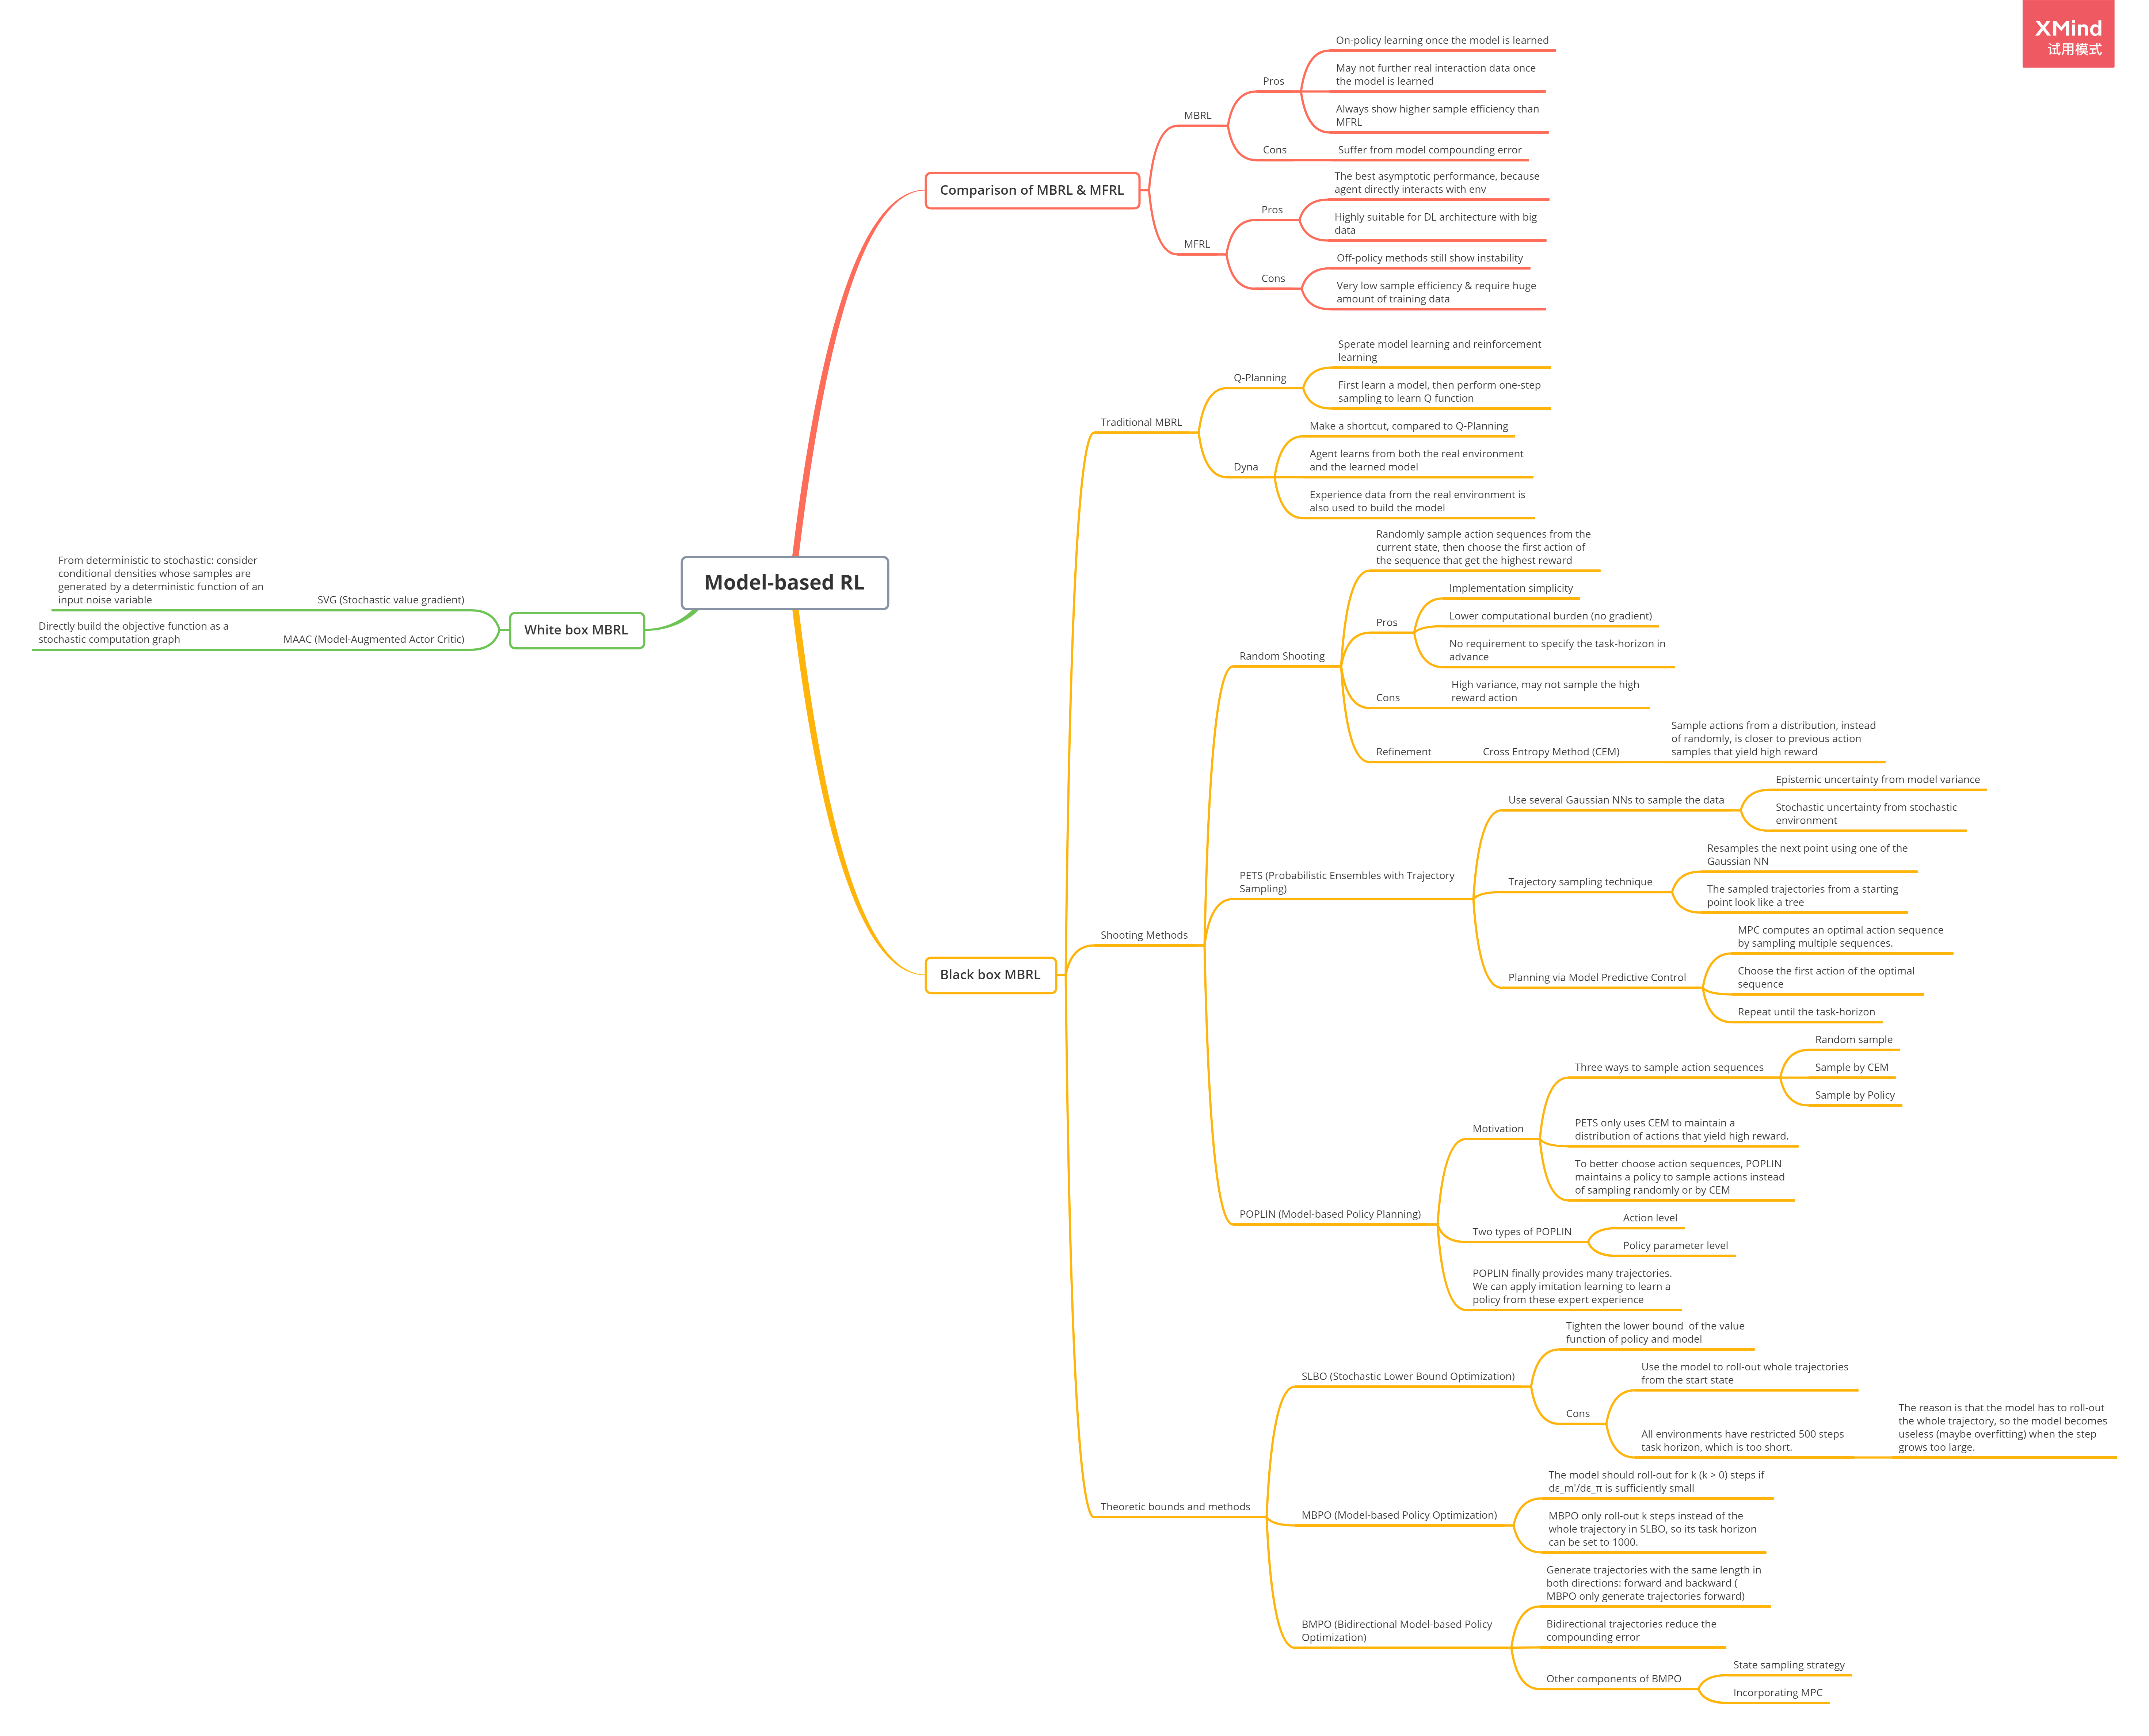 XMind
试用模式
On-policy learning once the model is learned
May not further real interaction data once
the model is learned
Pros
Always show higher sample efficiency than
MFRL
MBRL
Cons
Suffer from model compounding error
Comparison of MBRL & MFRL
The best asymptotic performance, because
agent directly interacts with env
Pros
Highly suitable for DL architecture with big
data
MFRL
Off-policy methods still show instability
Cons
Very low sample efficiency & require huge
amount of training data
Sperate model learning and reinforcement
learning
Q-Planning
First learn a model, then perform one-step
sampling to learn Q function
Traditional MBRL
Make a shortcut, compared to Q-Planning
Agent learns from both the real environment
and the learned model
Dyna
Experience data from the real environment is
also used to build the model
Model-based RL
From deterministic to stochastic: consider
conditional densities whose samples are
generated by a deterministic function of an
input noise variable
SVG (Stochastic value gradient)
Directly build the objective function as a
stochastic computation graph
MAAC (Model-Augmented Actor Critic)
White box MBRL
Randomly sample action sequences from the
current state, then choose the first action of
the sequence that get the highest reward
Implementation simplicity
Pros
Lower computational burden (no gradient)
No requirement to specify the task-horizon in
advance
Random Shooting
Cons
High variance, may not sample the high
reward action
Refinement
Cross Entropy Method (CEM)
Sample actions from a distribution, instead
of randomly, is closer to previous action
samples that yield high reward
Use several Gaussian NNs to sample the data
Epistemic uncertainty from model variance
Stochastic uncertainty from stochastic
environment
PETS (Probabilistic Ensembles with Trajectory
Sampling)
Trajectory sampling technique
Resamples the next point using one of the
Gaussian NN
The sampled trajectories from a starting
point look like a tree
Shooting Methods
Planning via Model Predictive Control
MPC computes an optimal action sequence
by sampling multiple sequences.
Choose the first action of the optimal
sequence
Repeat until the task-horizon
Black box MBRL
Three ways to sample action sequences
Random sample
Sample by CEM
Sample by Policy
Motivation
PETS only uses CEM to maintain a
distribution of actions that yield high reward.
To better choose action sequences, POPLIN
maintains a policy to sample actions instead
of sampling randomly or by CEM
POPLIN (Model-based Policy Planning)
Two types of POPLIN
Action level
Policy parameter level
POPLIN finally provides many trajectories.
We can apply imitation learning to learn a
policy from these expert experience
Tighten the lower bound  of the value
function of policy and model
SLBO (Stochastic Lower Bound Optimization)
Cons
Use the model to roll-out whole trajectories
from the start state
All environments have restricted 500 steps
task horizon, which is too short.
The reason is that the model has to roll-out
the whole trajectory, so the model becomes
useless (maybe overfitting) when the step
grows too large.
Theoretic bounds and methods
The model should roll-out for k (k > 0) steps if
dε_m'/dε_π is sufficiently small
MBPO (Model-based Policy Optimization)
MBPO only roll-out k steps instead of the
whole trajectory in SLBO, so its task horizon
can be set to 1000.
Generate trajectories with the same length in
both directions: forward and backward (
MBPO only generate trajectories forward)
BMPO (Bidirectional Model-based Policy
Optimization)
Bidirectional trajectories reduce the
compounding error
Other components of BMPO
State sampling strategy
Incorporating MPC